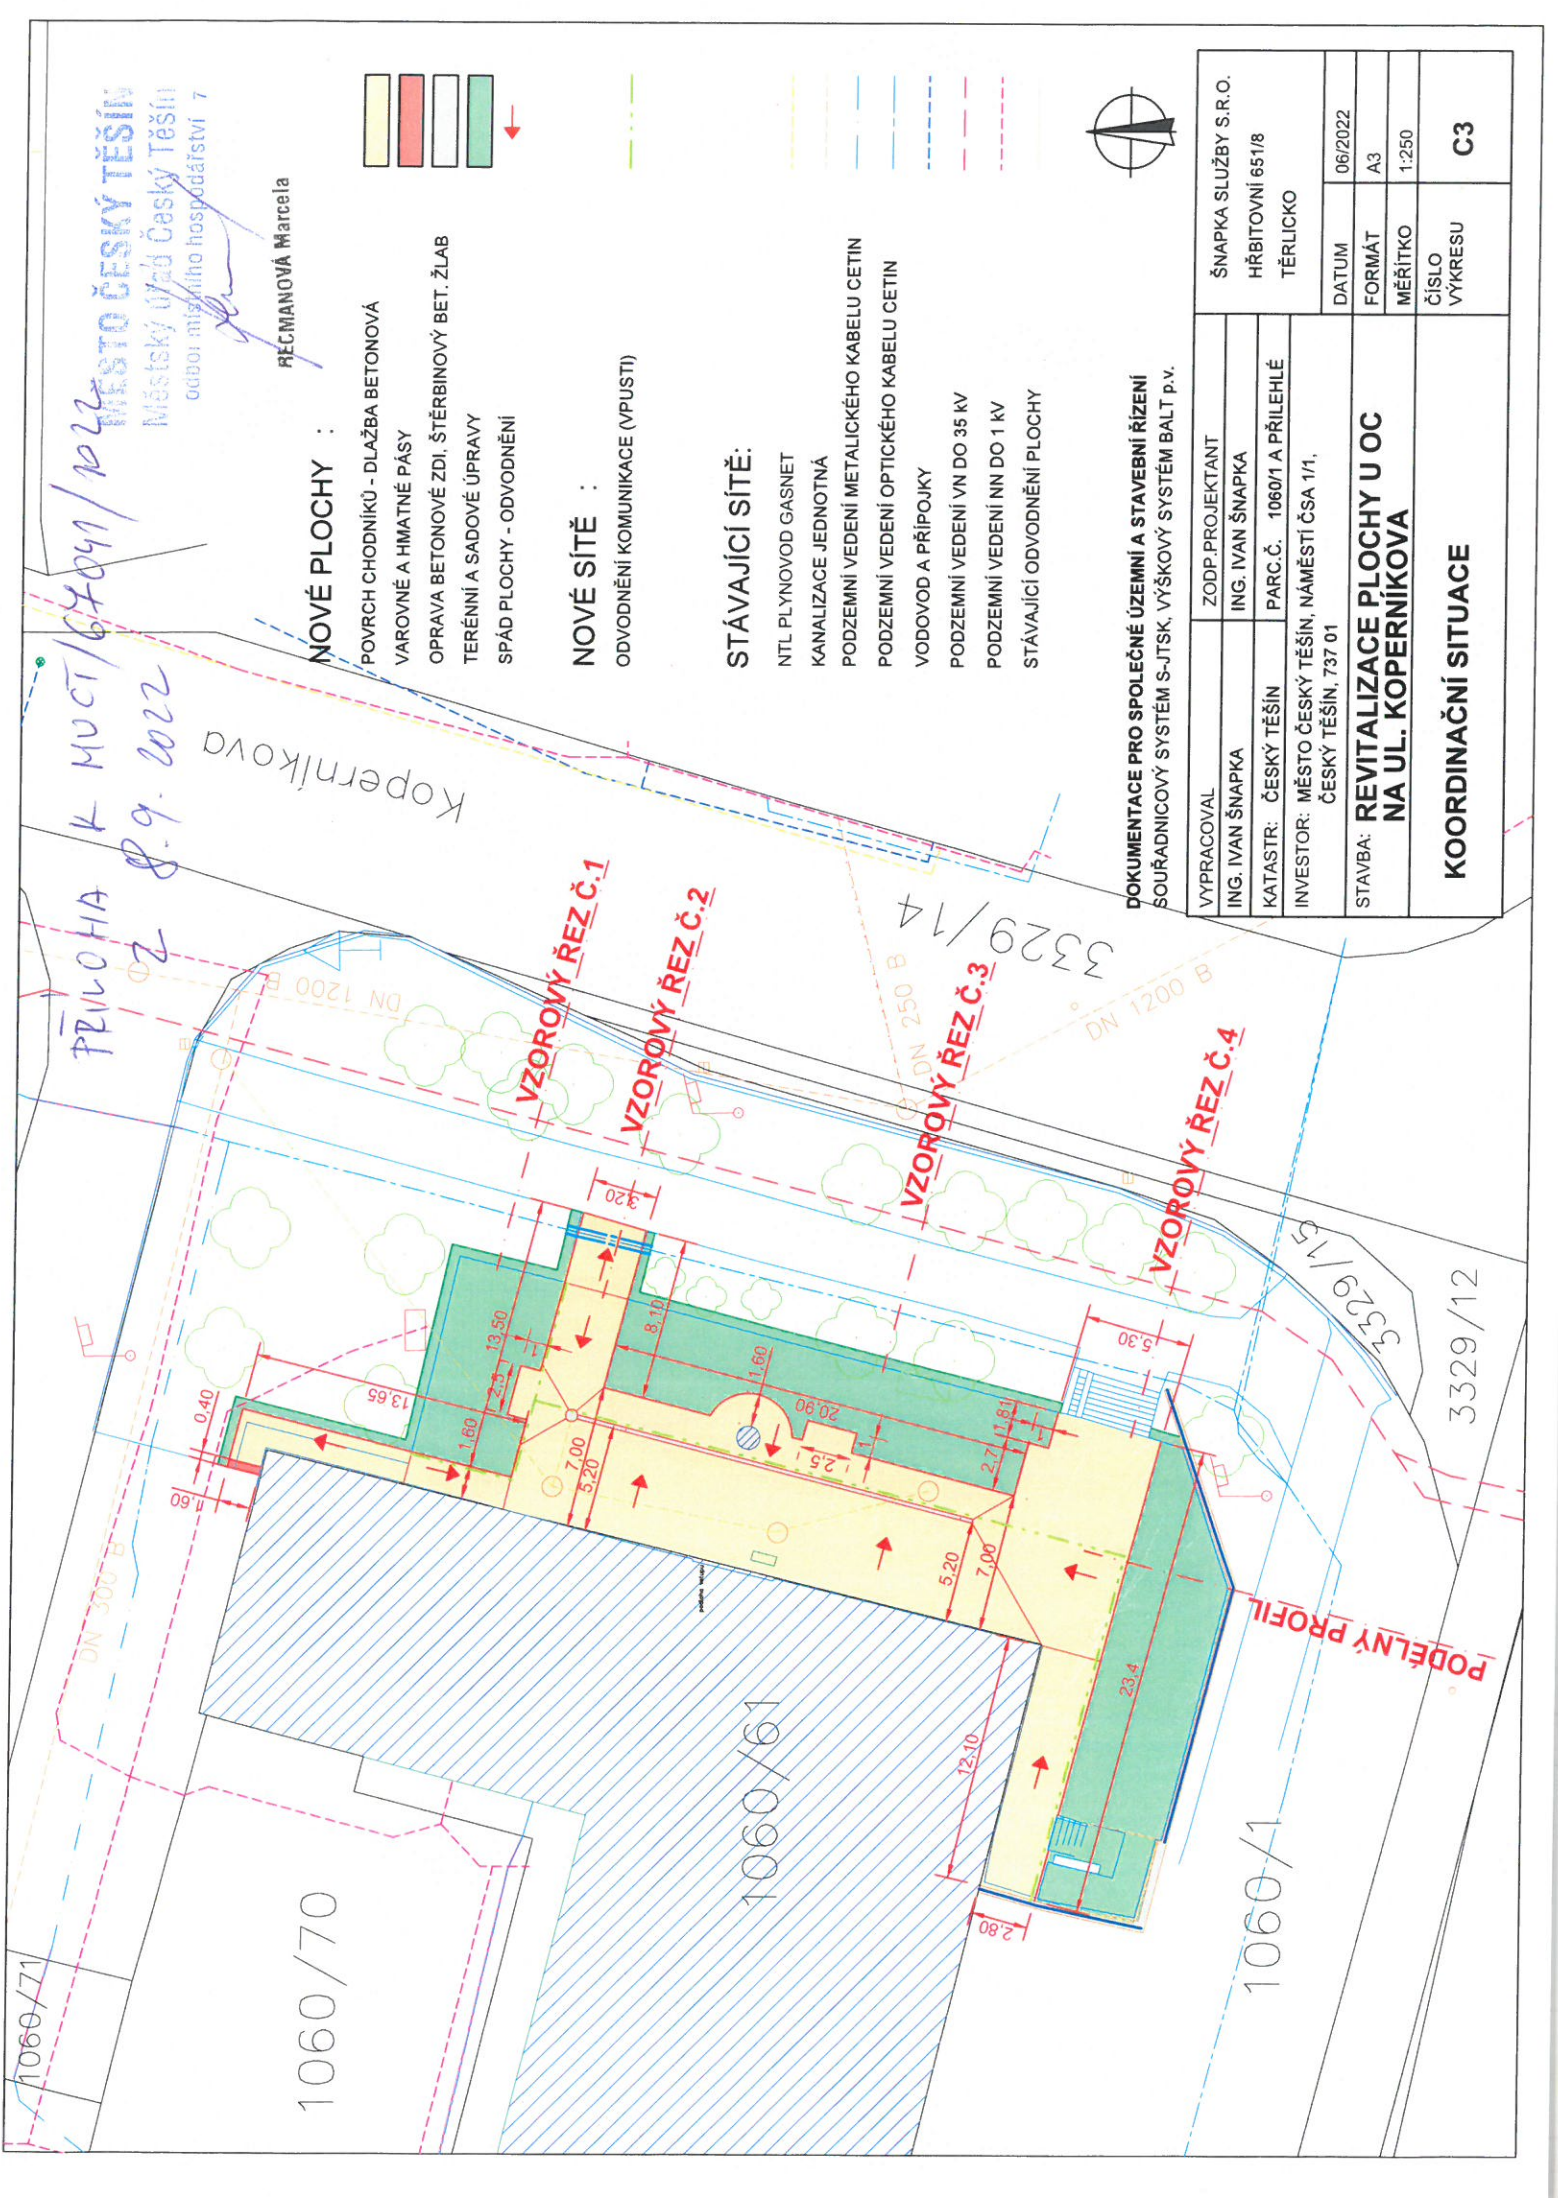 PŘÍLOHA K MUCT/67041/2022
Z 8.9.2022
MĚSTO ČESKÝ TĚŠÍN
Městský úřad Český Těšín
odbor místního hospodářství 7
RECMANOVÁ Marcela
NOVÉ PLOCHY :
POVRCH CHODNÍKŮ - DLAŽBA BETONOVÁ
VAROVNÉ A HMATNÉ PÁSY
OPRAVA BETONOVÉ ZDI, ŠTĚRBINOVÝ BET. ŽLAB
TERÉNNÍ A SADOVÉ ÚPRAVY
SPÁD PLOCHY - ODVODNĚNÍ
NOVÉ SÍTĚ :
ODVODNĚNÍ KOMUNIKACE (VPUSTI)
STÁVAJÍCÍ SÍTĚ:
NTL PLYNOVOD GASNET
KANALIZACE JEDNOTNÁ
PODZEMNÍ VEDENÍ METALICKÉHO KABELU CETIN
PODZEMNÍ VEDENÍ OPTICKÉHO KABELU CETIN
VODOVOD A PŘÍPOJKY
PODZEMNÍ VEDENÍ VN DO 35 kV
PODZEMNÍ VEDENÍ NN DO 1 kV
STÁVAJÍCÍ ODVODNĚNÍ PLOCHY
DOKUMENTACE PRO SPOLEČNÉ ÚZEMNÍ A STAVEBNÍ ŘÍZENÍ
SOUŘADNICOVÝ SYSTÉM S-JTSK, VÝŠKOVÝ SYSTÉM BALT p.v.
VYPRACOVAL
ZODP.PROJEKTANT
ŠNAPKA SLUŽBY S.R.O.
HŘBITOVNÍ 651/8
TĚRLICKO
ING. IVAN ŠNAPKA
ING. IVAN ŠNAPKA
KATASTR: ČESKÝ TĚŠÍN
PARC.Č. 1060/1 A PŘILEHLÉ
INVESTOR: MĚSTO ČESKÝ TĚŠÍN, NÁMĚSTÍ ČSA 1/1,
ČESKÝ TĚŠÍN, 737 01
DATUM 06/2022
STAVBA: REVITALIZACE PLOCHY U OC
NA UL. KOPERNÍKOVA
FORMÁT A3
MĚŘÍTKO 1:250
KOORDINAČNÍ SITUACE
ČÍSLO
VÝKRESU
C3
Koperníkova
VZOROVÝ ŘEZ Č.1
VZOROVÝ ŘEZ Č.2
VZOROVÝ ŘEZ Č.3
VZOROVÝ ŘEZ Č.4
PODÉLNÝ PROFIL
3329/14
3329/15
3329/12
1060/71
1060/70
1060/61
1060/1
DN 1200 B
DN 250 B
DN 1200 B
DN 300 B
0,40
1,60
13,65
1,60
2,5
1
13,50
3,20
8,10
7,00
5,20
1,60
20,90
2,5
1
2,7
1,81
1
5,20
7,00
5,30
12,10
23,4
2,80